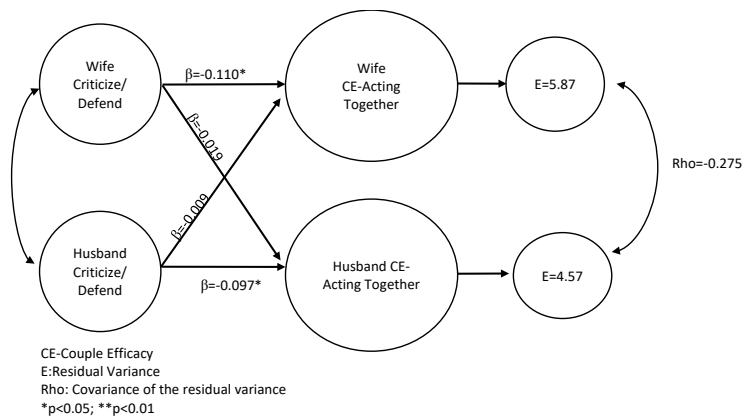 Wife
Criticize/
Defend
β=-0.110*
Wife
CE-Acting
Together
E=5.87
β=-0.019
β=-0.009
Rho=-0.275
Husband
Criticize/
Defend
β=-0.097*
Husband CE-
Acting Together
E=4.57
CE-Couple Efficacy
E:Residual Variance
Rho: Covariance of the residual variance
*p<0.05; **p<0.01